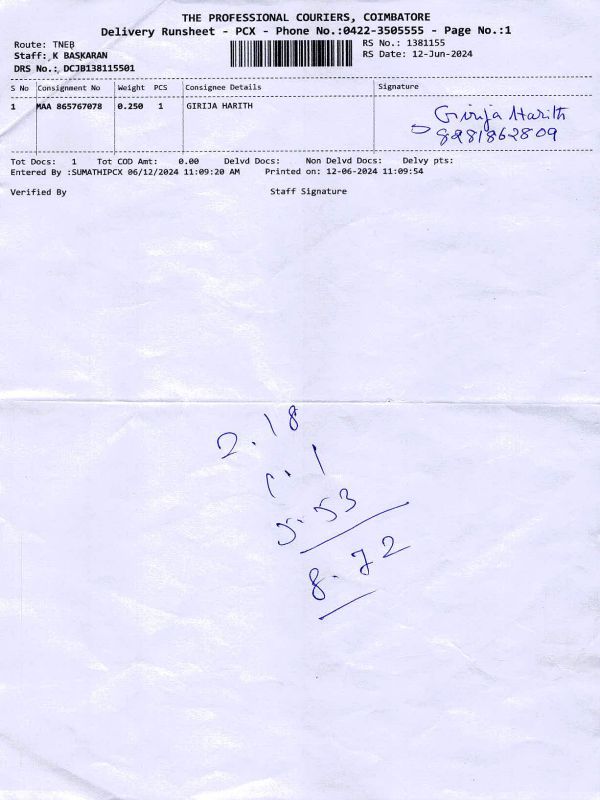 THE PROFESSIONAL COURIERS, COIMBATORE
Delivery Runsheet - PCX - Phone No.:0422-3505555 - Page No.:1
Route: TNEB
RS No.: 1381155
Staff: K BASKARAN
RS Date: 12-Jun-2024
DRS No.: DCJB138115501
S No Consignment No Weight PCS Consignee Details Signature
1 MAA 865767078 0.250 1 GIRIJA HARITH
Girija Harith
8981862809
Tot Docs: 1 Tot COD Amt: 0.00 Delvd Docs: Non Delvd Docs: Delvy pts:
Entered By :SUMATHIPCX 06/12/2024 11:09:20 AM Printed on: 12-06-2024 11:09:54
Verified By Staff Signature
2.18
1.1
5.53
8.72